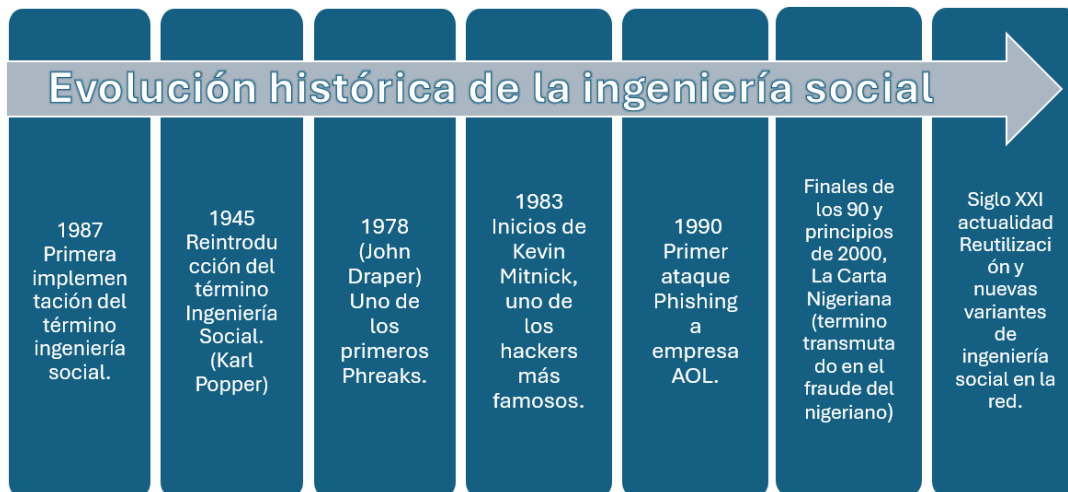 Evolución histórica de la ingeniería social
1987
Primera
implemen
tación del
término
ingeniería
social.
1945
Reintrodu
cción del
término
Ingeniería
Social.
(Karl
Popper)
1978
(John
Draper)
Uno de
los
primeros
Phreaks.
1983
Inicios de
Kevin
Mitnick,
uno de
los
hackers
más
famosos.
1990
Primer
ataque
Phishing
a
empresa
AOL.
Finales de
los 90 y
principios
de 2000,
La Carta
Nigeriana
(termino
transmuta
do en el
fraude del
nigeriano)
Siglo XXI
actualidad
Reutilizaci
ón y
nuevas
variantes
de
ingeniería
social en la
red.